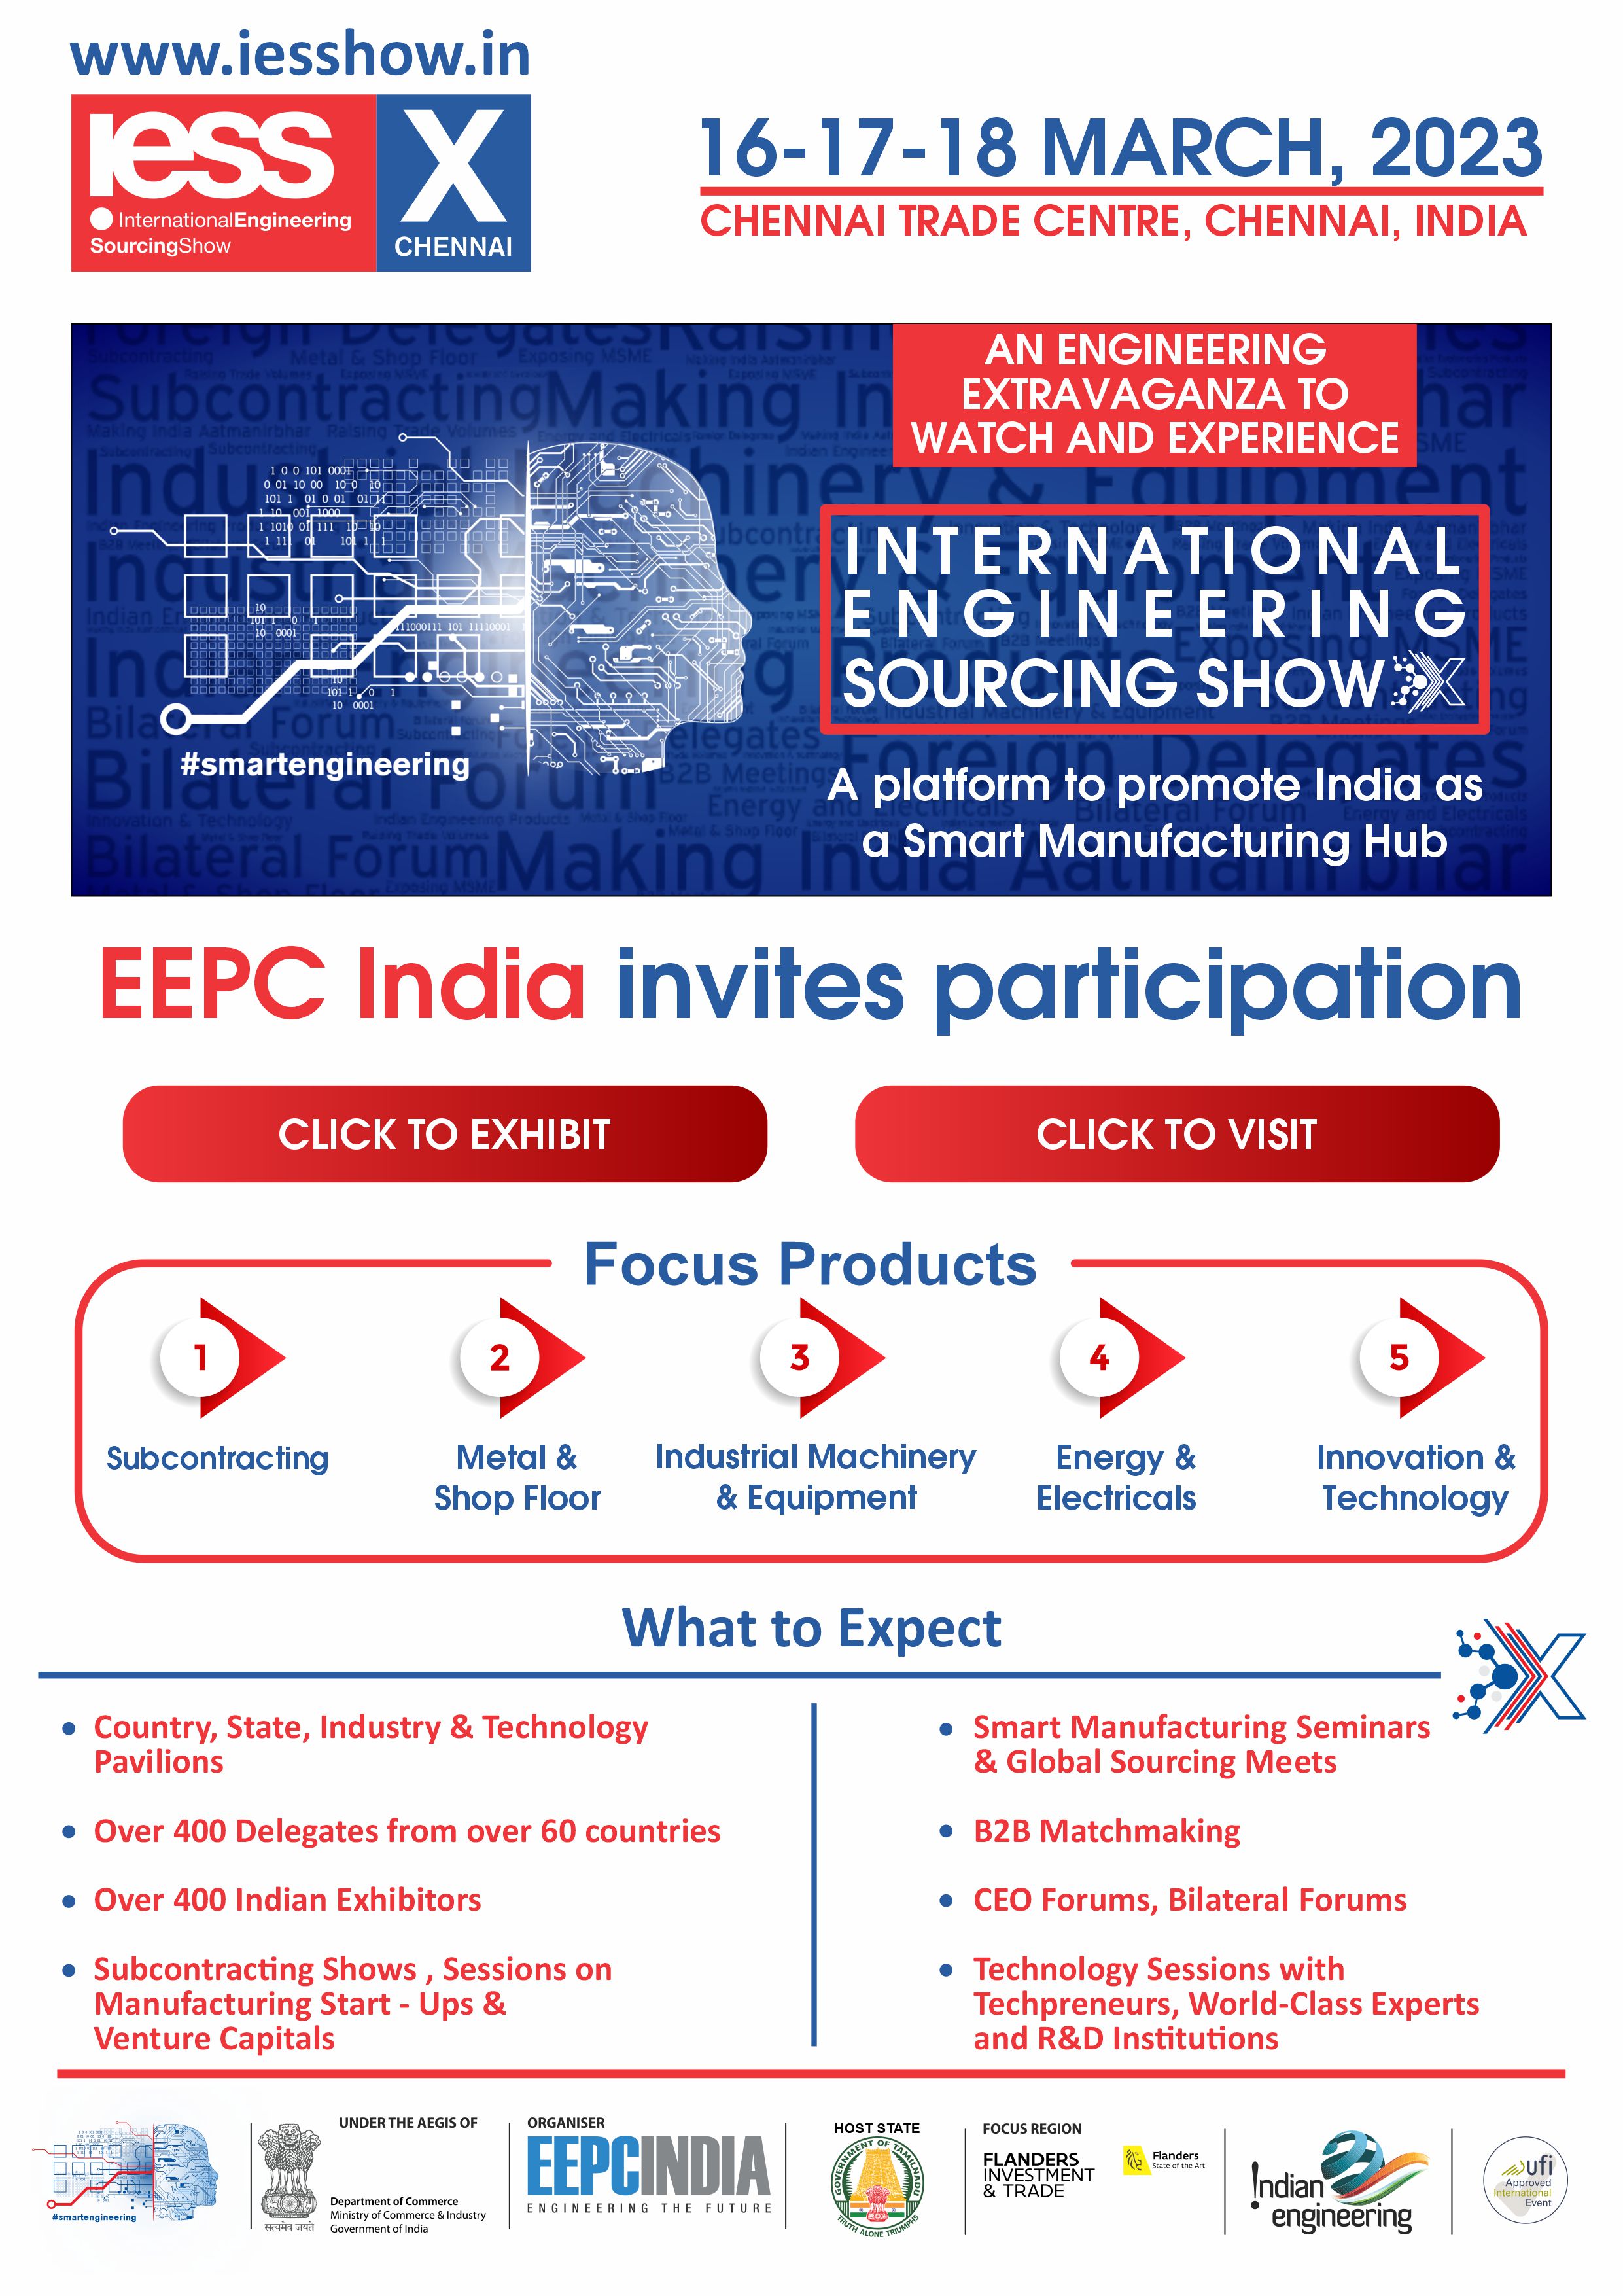 www.iesshow.in
iess
InternationalEngineering
SourcingShow
X
CHENNAI
16-17-18 MARCH, 2023
CHENNAI TRADE CENTRE, CHENNAI, INDIA
AN ENGINEERING
EXTRAVAGANZA TO
WATCH AND EXPERIENCE
INTERNATIONAL
ENGINEERING
SOURCING SHOW X
#smartengineering
A platform to promote India as
a Smart Manufacturing Hub
EEPC India invites participation
CLICK TO EXHIBIT
CLICK TO VISIT
Focus Products
1
Subcontracting
2
Metal &
Shop Floor
3
Industrial Machinery
& Equipment
4
Energy &
Electricals
5
Innovation &
Technology
What to Expect
• Country, State, Industry & Technology
Pavilions
• Over 400 Delegates from over 60 countries
• Over 400 Indian Exhibitors
• Subcontracting Shows , Sessions on
Manufacturing Start - Ups &
Venture Capitals
• Smart Manufacturing Seminars
& Global Sourcing Meets
• B2B Matchmaking
• CEO Forums, Bilateral Forums
• Technology Sessions with
Techpreneurs, World-Class Experts
and R&D Institutions
#smartengineering
सत्यमेव जयते
UNDER THE AEGIS OF
Department of Commerce
Ministry of Commerce & Industry
Government of India
ORGANISER
EEPCINDIA
ENGINEERING THE FUTURE
HOST STATE
GOVERNMENT OF TAMILNADU
TRUTH ALONE TRIUMPHS
FOCUS REGION
FLANDERS
INVESTMENT
& TRADE
Flanders
State of the Art
Indian
engineering
ufi
Approved
International
Event